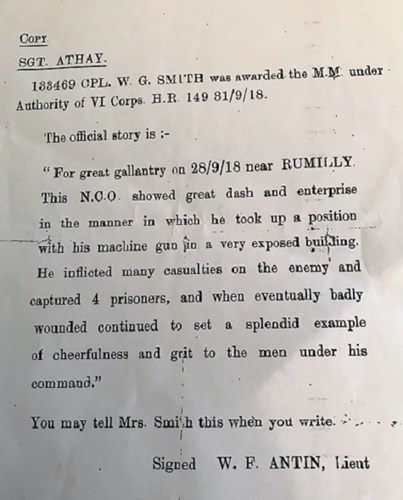 COPY.
SGT. ATHAY.
133469 CPL. W. G. SMITH was awarded the M.M. under
Authority of VI Corps. H.R. 149 31/9/18.
The official story is :-
"For great gallantry on 28/9/18 near RUMILLY.
This N.C.O. showed great dash and enterprise
in the manner in which he took up a position
with his machine gun in a very exposed building.
He inflicted many casualties on the enemy and
captured 4 prisoners, and when eventually badly
wounded continued to set a splendid example
of cheerfulness and grit to the men under his
command."
You may tell Mrs. Smith this when you write.
Signed W. F. ANTIN, Lieut